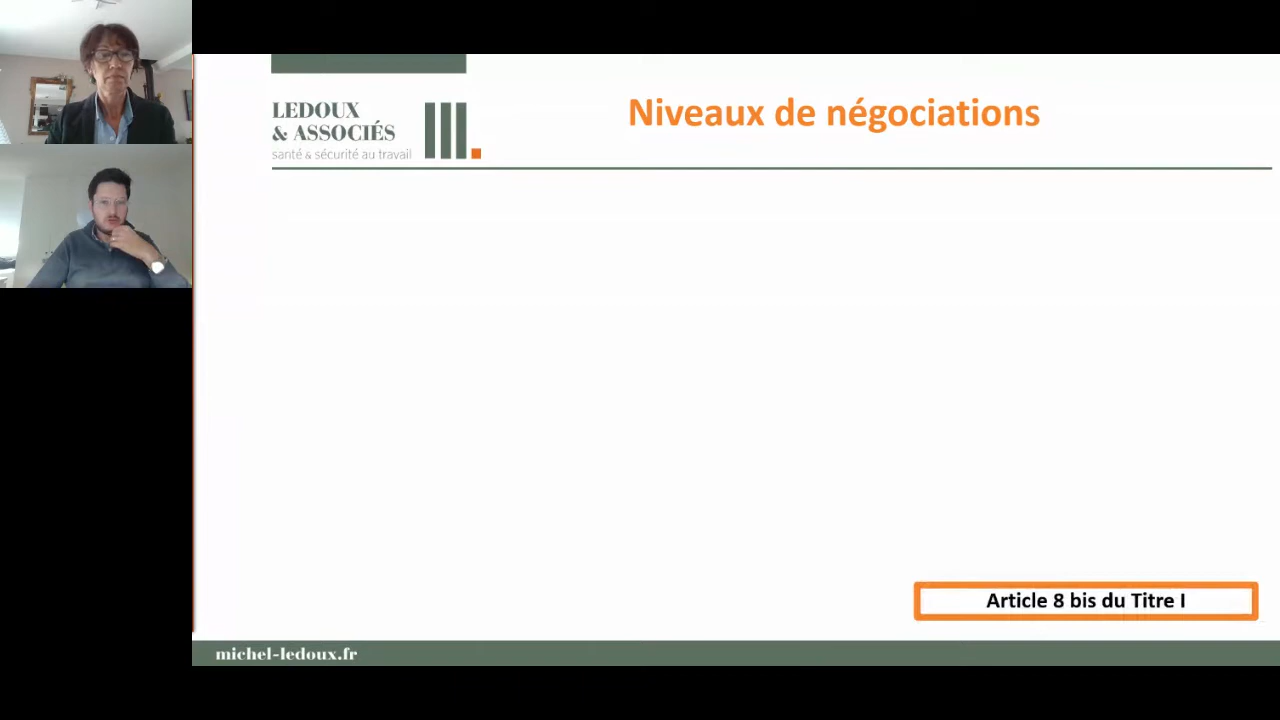 LEDOUX
& ASSOCIÉS
santé & sécurité au travail
Niveaux de négociations
Article 8 bis du Titre I
michel-ledoux.fr